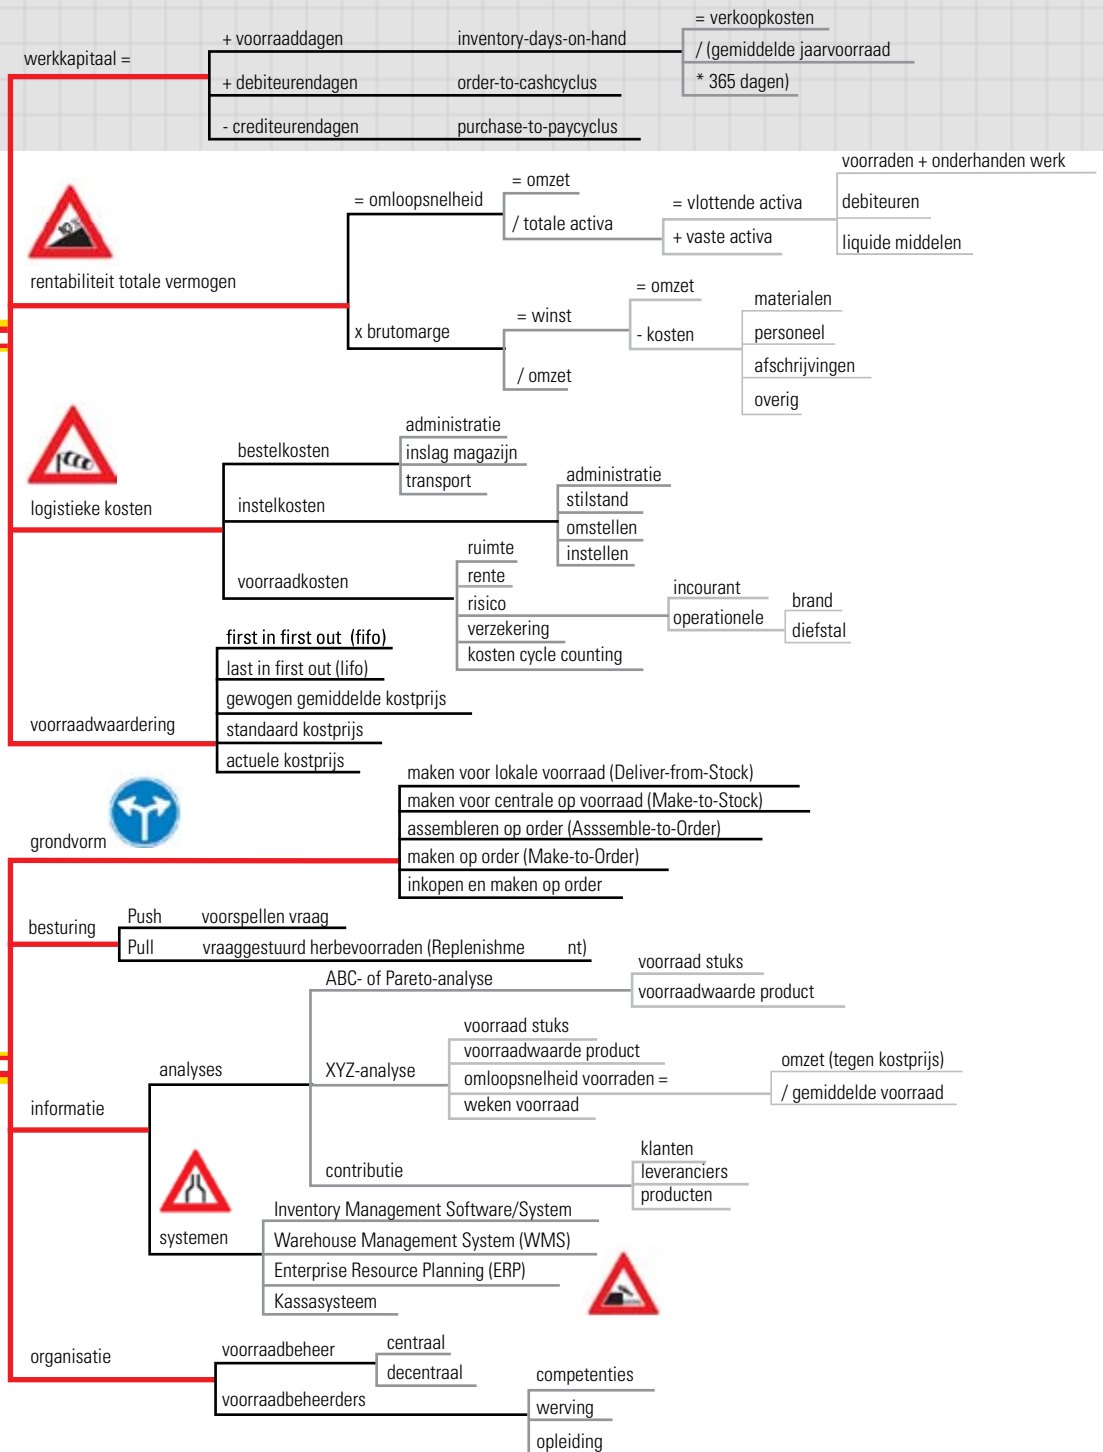 werkkapitaal =
+ voorraaddagen inventory-days-on-hand
= verkoopkosten
/ (gemiddelde jaarvoorraad
* 365 dagen)
+ debiteurendagen order-to-cashcyclus
- crediteurendagen purchase-to-paycyclus
10%
rentabiliteit totale vermogen
= omloopsnelheid
= omzet
/ totale activa
= vlottende activa
+ vaste activa
voorraden + onderhanden werk
debiteuren
liquide middelen
x brutomarge
= winst
/ omzet
= omzet
- kosten
materialen
personeel
afschrijvingen
overig
logistieke kosten
bestelkosten
administratie
inslag magazijn
transport
instelkosten
administratie
stilstand
omstellen
instellen
voorraadkosten
ruimte
rente
risico
verzekering
kosten cycle counting
incourant
operationele
brand
diefstal
voorraadwaardering
first in first out (fifo)
last in first out (lifo)
gewogen gemiddelde kostprijs
standaard kostprijs
actuele kostprijs
grondvorm
maken voor lokale voorraad (Deliver-from-Stock)
maken voor centrale op voorraad (Make-to-Stock)
assembleren op order (Asssemble-to-Order)
maken op order (Make-to-Order)
inkopen en maken op order
besturing
Push voorspellen vraag
Pull vraaggestuurd herbevoorraden (Replenishme nt)
informatie
analyses
ABC- of Pareto-analyse
voorraad stuks
voorraadwaarde product
XYZ-analyse
voorraad stuks
voorraadwaarde product
omloopsnelheid voorraden =
weken voorraad
omzet (tegen kostprijs)
/ gemiddelde voorraad
contributie
klanten
leveranciers
producten
systemen
Inventory Management Software/System
Warehouse Management System (WMS)
Enterprise Resource Planning (ERP)
Kassasysteem
organisatie
voorraadbeheer
centraal
decentraal
voorraadbeheerders
competenties
werving
opleiding